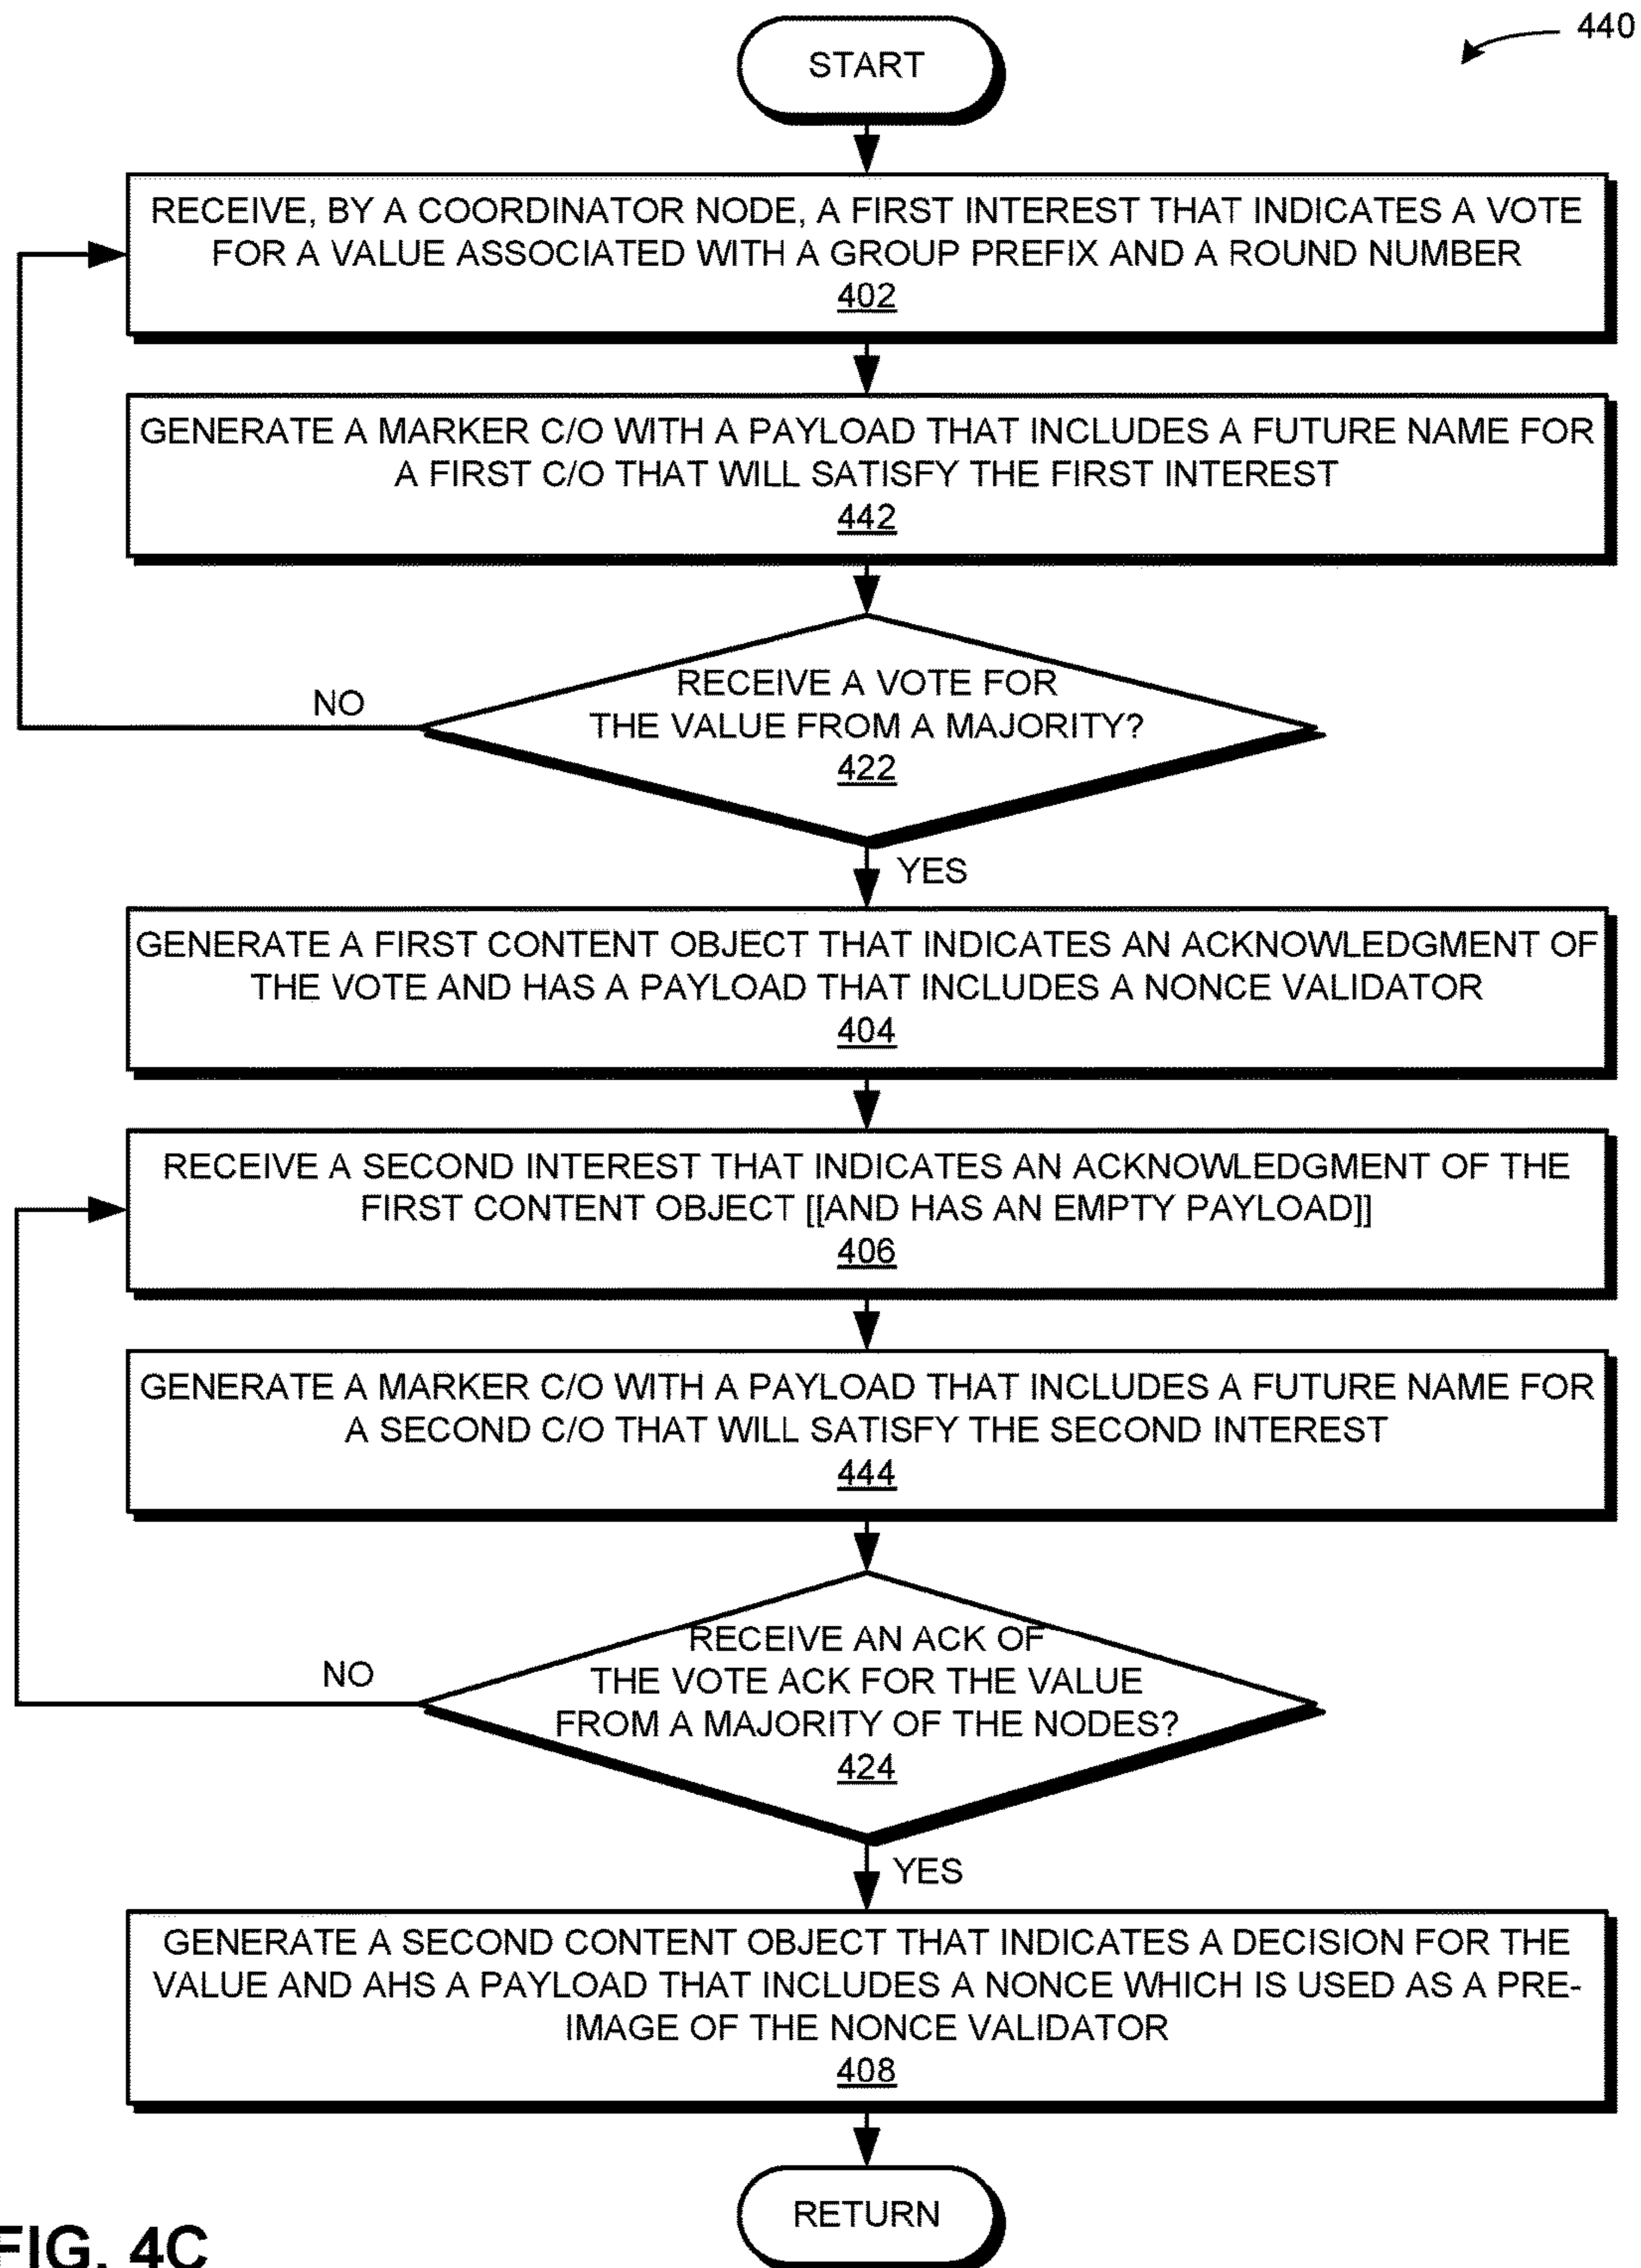 440
START
RECEIVE, BY A COORDINATOR NODE, A FIRST INTEREST THAT INDICATES A VOTE
FOR A VALUE ASSOCIATED WITH A GROUP PREFIX AND A ROUND NUMBER
402
GENERATE A MARKER C/O WITH A PAYLOAD THAT INCLUDES A FUTURE NAME FOR
A FIRST C/O THAT WILL SATISFY THE FIRST INTEREST
442
NO
RECEIVE A VOTE FOR
THE VALUE FROM A MAJORITY?
422
YES
GENERATE A FIRST CONTENT OBJECT THAT INDICATES AN ACKNOWLEDGMENT OF
THE VOTE AND HAS A PAYLOAD THAT INCLUDES A NONCE VALIDATOR
404
RECEIVE A SECOND INTEREST THAT INDICATES AN ACKNOWLEDGMENT OF THE
FIRST CONTENT OBJECT [[AND HAS AN EMPTY PAYLOAD]]
406
GENERATE A MARKER C/O WITH A PAYLOAD THAT INCLUDES A FUTURE NAME FOR
A SECOND C/O THAT WILL SATISFY THE SECOND INTEREST
444
NO
RECEIVE AN ACK OF
THE VOTE ACK FOR THE VALUE
FROM A MAJORITY OF THE NODES?
424
YES
GENERATE A SECOND CONTENT OBJECT THAT INDICATES A DECISION FOR THE
VALUE AND AHS A PAYLOAD THAT INCLUDES A NONCE WHICH IS USED AS A PRE-
IMAGE OF THE NONCE VALIDATOR
408
RETURN
FIG. 4C